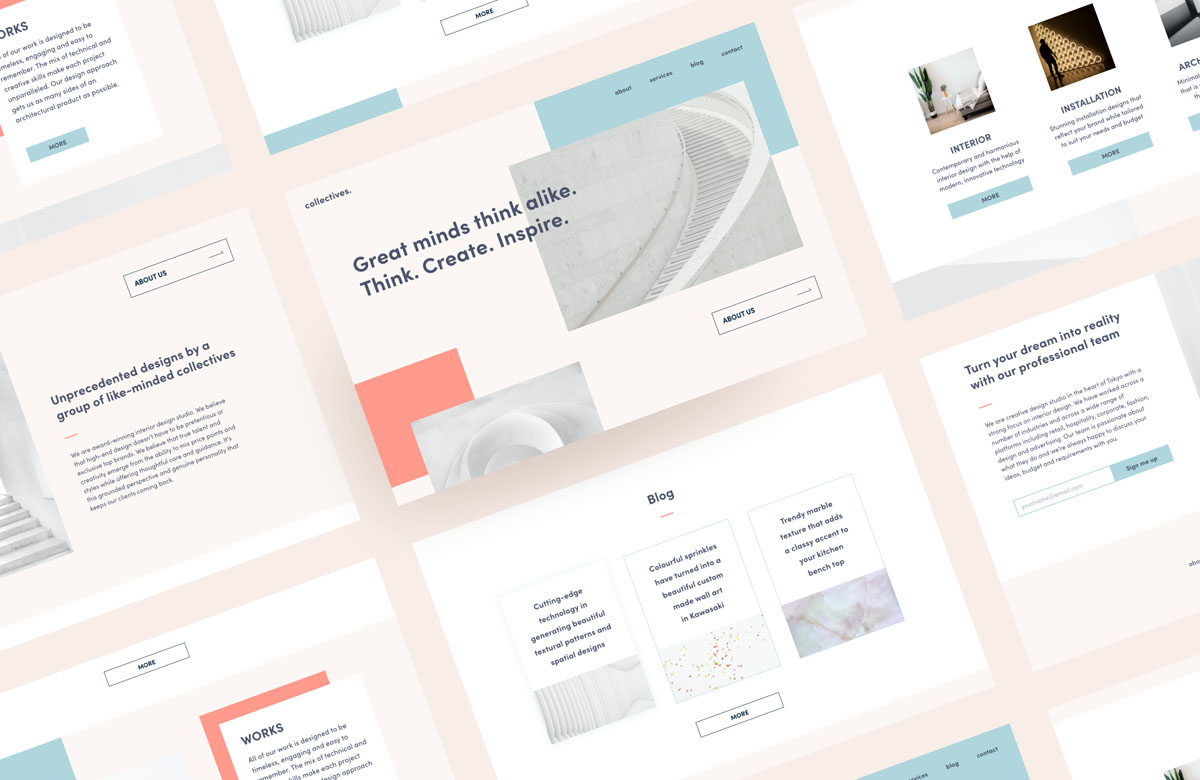 ORKS
of our work is designed to be
timeless, engaging and easy to
remember. The mix of technical and
creative skills make each project
unparalleled. Our design approach
gets us as many sides of an
architectural product as possible.
MORE
MORE
about
services
blog
contact
collectives.
Great minds think alike.
Think. Create. Inspire.
ABOUT US
INTERIOR
Contemporary and harmonious
interior design with the help of
modern, innovative technology
MORE
INSTALLATION
Stunning installation designs that
reflect your brand while tailored
to suit your needs and budget
MORE
ARCH
Minimal
that is
ABOUT US
Unprecedented designs by a
group of like-minded collectives
We are award-winning interior design studio. We believe
that high-end design doesn't have to be pretentious or
exclusive top brands. We believe that true talent and
creativity emerge from the ability to mix price points and
styles while offering thoughtful care and guidance. It's
this grounded perspective and genuine personality that
keeps our clients coming back.
Turn your dream into reality
with our professional team
We are creative design studio in the heart of Tokyo with a
strong focus on interior design. We have worked across a
number of industries and across a wide range of
platforms including retail, hospitality, corporate, fashion,
design and advertising. Our team is passionate about
what they do and we're always happy to discuss your
ideas, budget and requirements with you.
yourname@email.com
Sign me up
abo
Blog
Cutting-edge
technology in
generating beautiful
textural patterns and
spatial designs
Colourful sprinkles
have turned into a
beautiful custom
made wall art
in Kawasaki
Trendy marble
texture that adds
a classy accent to
your kitchen
bench top
MORE
MORE
WORKS
All of our work is designed to be
timeless, engaging and easy to
remember. The mix of technical and
skills make each project
design approach
services
blog
contact